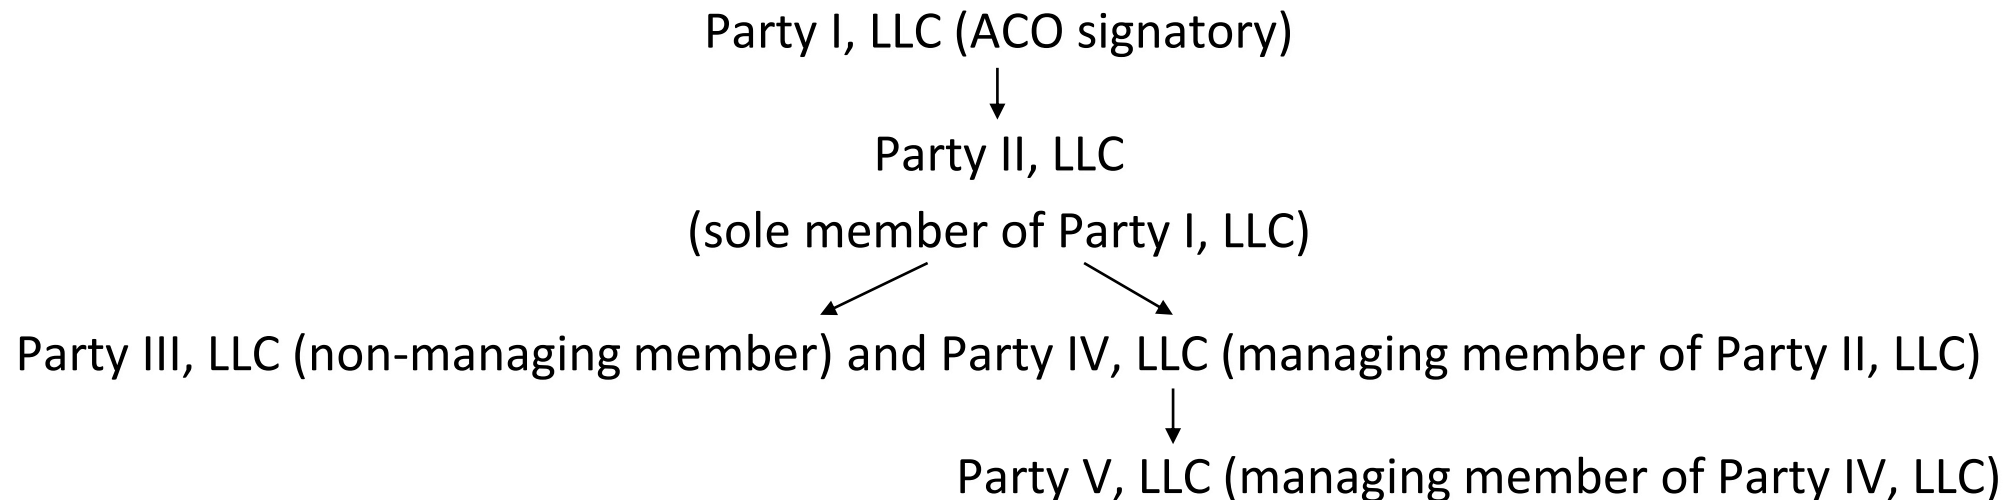 Party I, LLC (ACO signatory)
Party II, LLC
(sole member of Party I, LLC)
Party III, LLC (non-managing member) and Party IV, LLC (managing member of Party II, LLC)
Party V, LLC (managing member of Party IV, LLC)